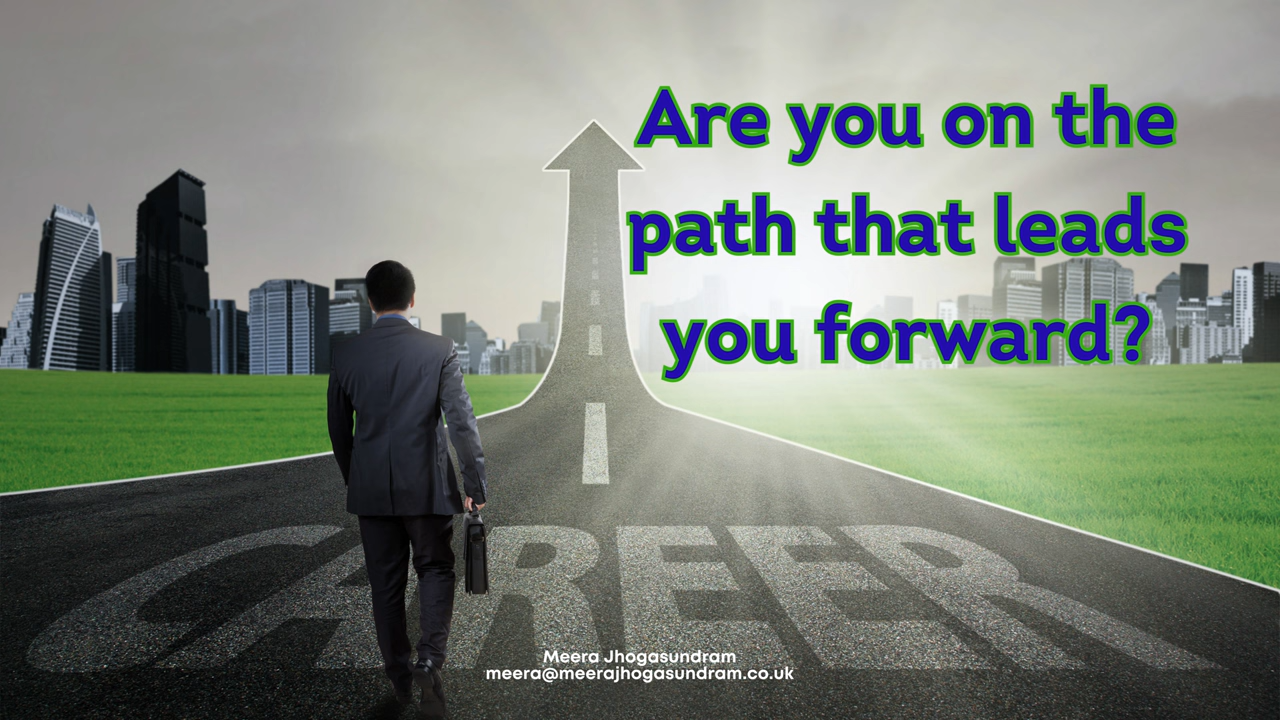 Are you on the
path that leads
you forward?
CAREER
Meera Jhogasundram
meera@meerajhogasundram.co.uk